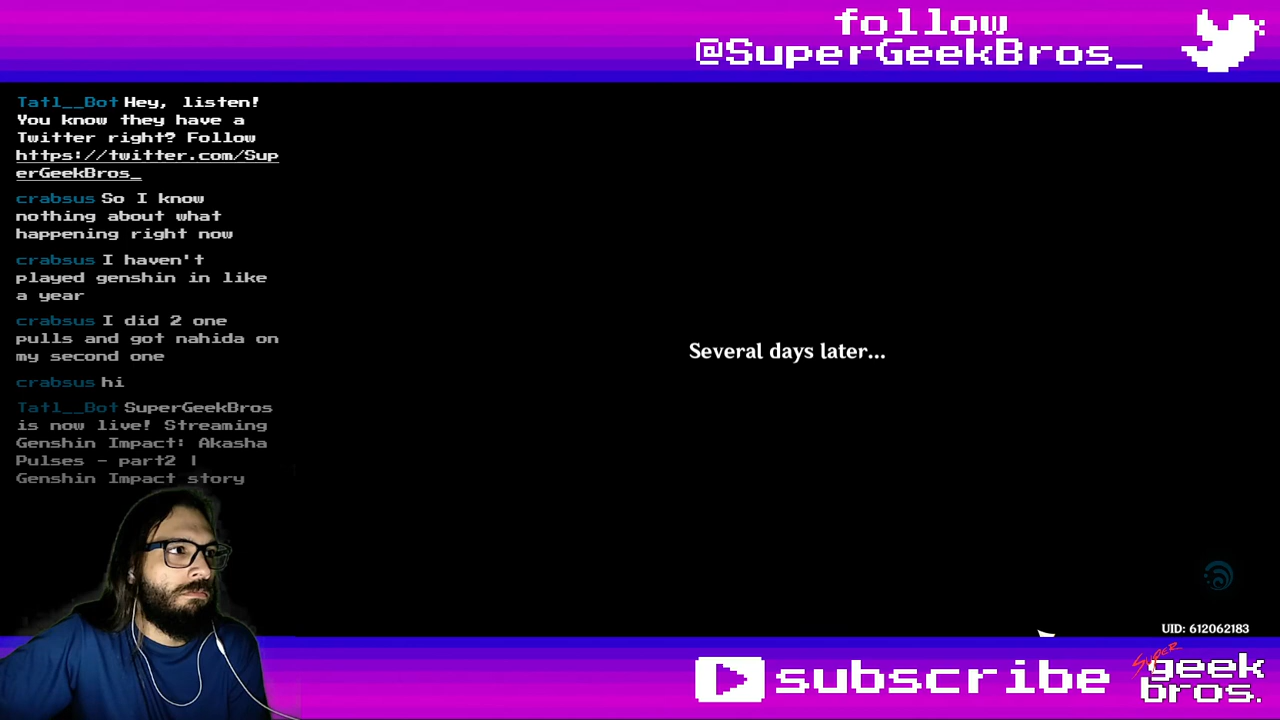 follow
@SuperGeekBros_
Tatl__Bot Hey, listen!
You know they have a
Twitter right? Follow
https://twitter.com/Sup
erGeekBros_
crabsus So I know
nothing about what
happening right now
crabsus I haven't
played genshin in like
a year
crabsus I did 2 one
pulls and got nahida on
my second one
crabsus hi
Tatl__Bot SuperGeekBros
is now live! Streaming
Genshin Impact: Akasha
Pulses - part2 |
Genshin Impact story
Several days later...
UID: 612062183
subscribe
SUPER
geek
bros.